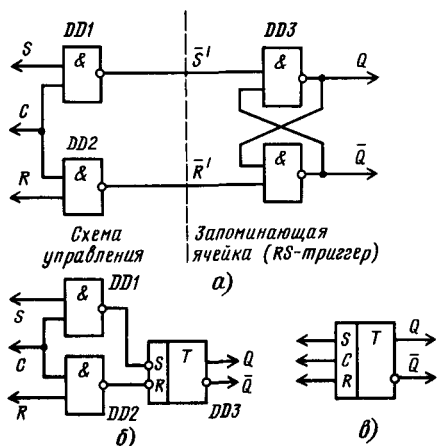 DD1 DD3
S & S̄' & Q
C
DD2
R & R̄' & Q̄
Схема управления
Запоминающая ячейка (RS-триггер)
а)
DD1
S &
C
S T Q
R Q̄
R &
DD2 DD3
б)
S T Q
C
R Q̄
в)